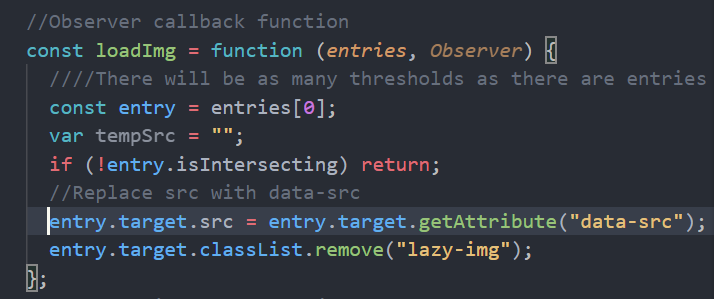 //Observer callback function
const loadImg = function (entries, Observer) {
////There will be as many thresholds as there are entries
const entry = entries[0];
var tempSrc = "";
if (!entry.isIntersecting) return;
//Replace src with data-src
entry.target.src = entry.target.getAttribute("data-src");
entry.target.classList.remove("lazy-img");
};